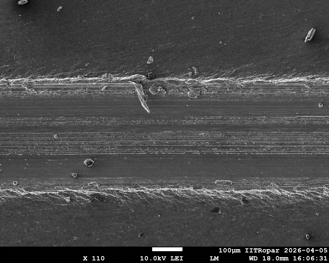 100μm IITRopar 2026-04-05
X 110 10.0kV LEI LM WD 18.0mm 16:06:31